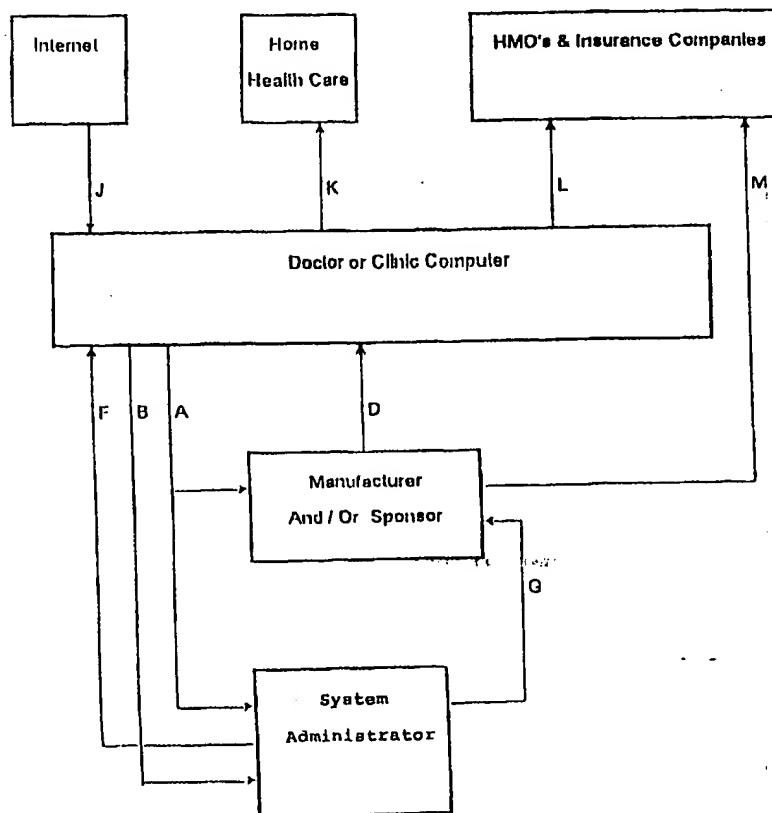 Internet
Home
Health Care
HMO's & Insurance Companies
J
K
L
M
Doctor or Clinic Computer
F
B
A
D
Manufacturer
And / Or Sponsor
G
System
Administrator